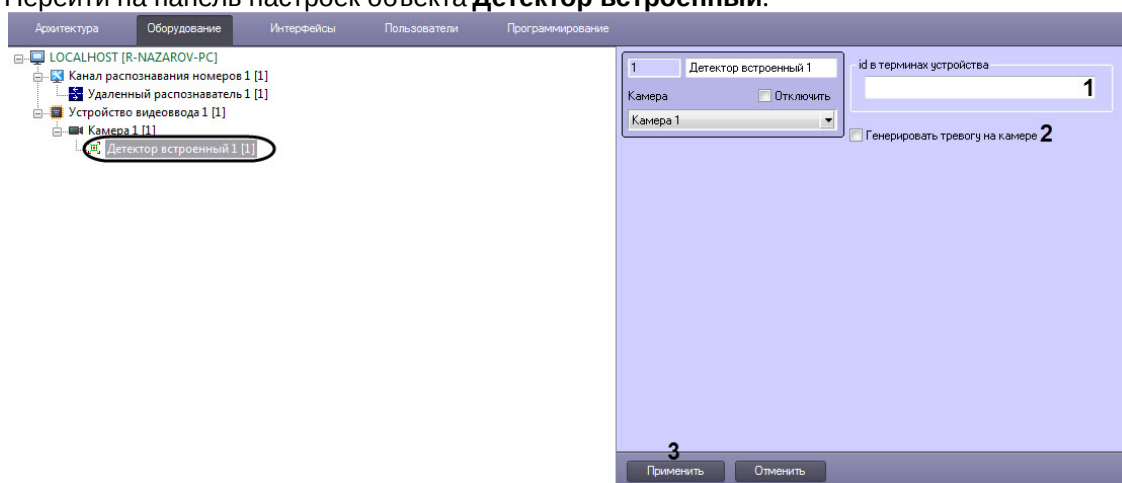 Перейти на панель настроек объекта Детектор встроенный.
Архитектура Оборудование Интерфейсы Пользователи Программирование
LOCALHOST [R-NAZAROV-PC]
Канал распознавания номеров 1 [1]
Удаленный распознаватель 1 [1]
Устройство видеоввода 1 [1]
Камера 1 [1]
Детектор встроенный 1 [1]
1 Детектор встроенный 1
Камера Отключить
Камера 1
id в терминах устройства
1
Генерировать тревогу на камере 2
3
Применить Отменить